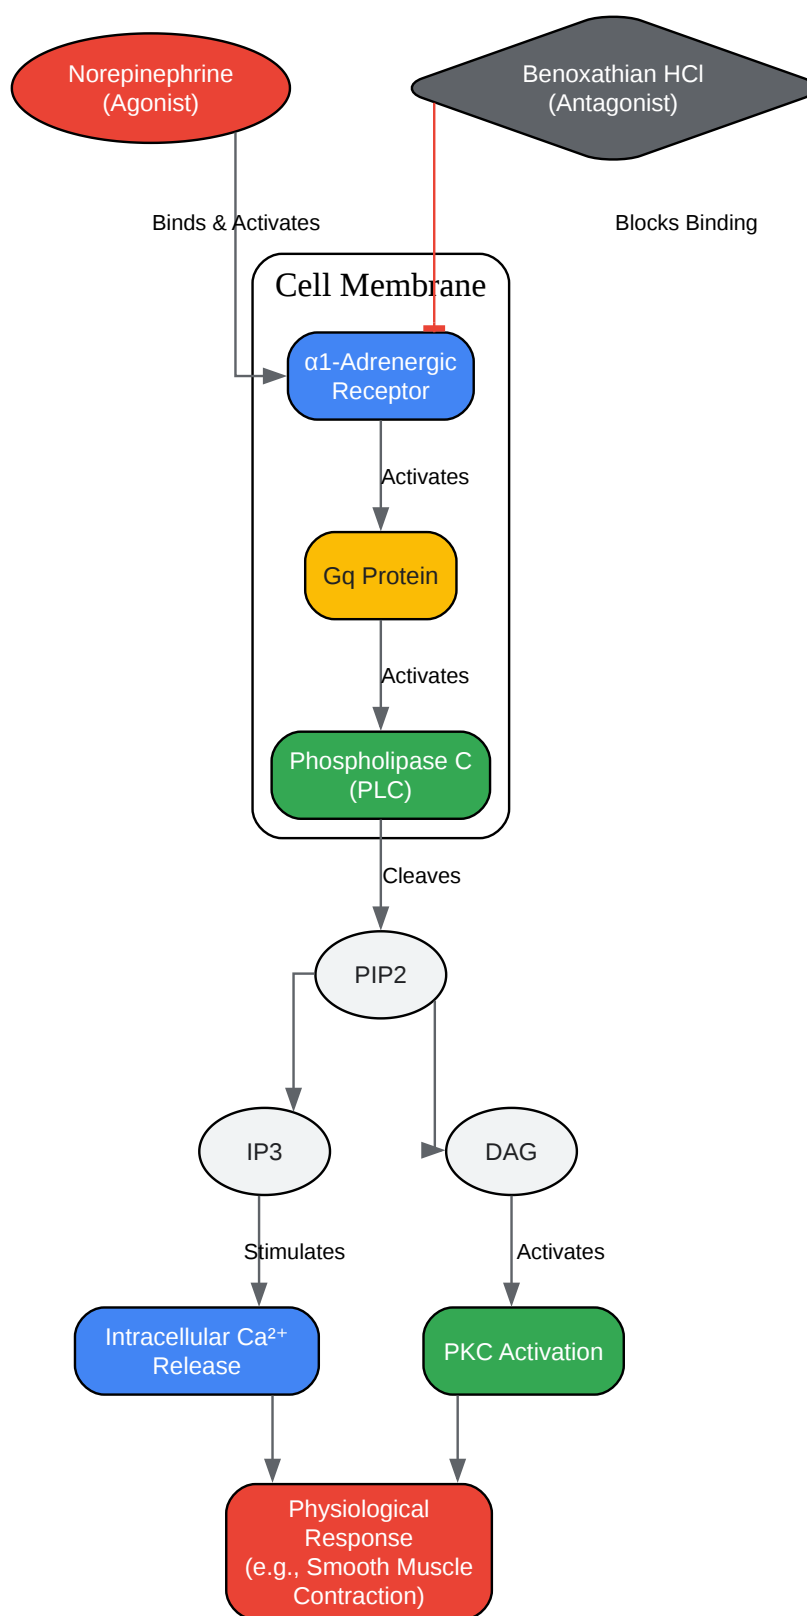 Norepinephrine
(Agonist)
Benoxathian HCl
(Antagonist)
Binds & Activates
Blocks Binding
Cell Membrane
α1-Adrenergic
Receptor
Activates
Gq Protein
Activates
Phospholipase C
(PLC)
Cleaves
PIP2
IP3
DAG
Stimulates
Activates
Intracellular Ca²⁺
Release
PKC Activation
Physiological
Response
(e.g., Smooth Muscle
Contraction)